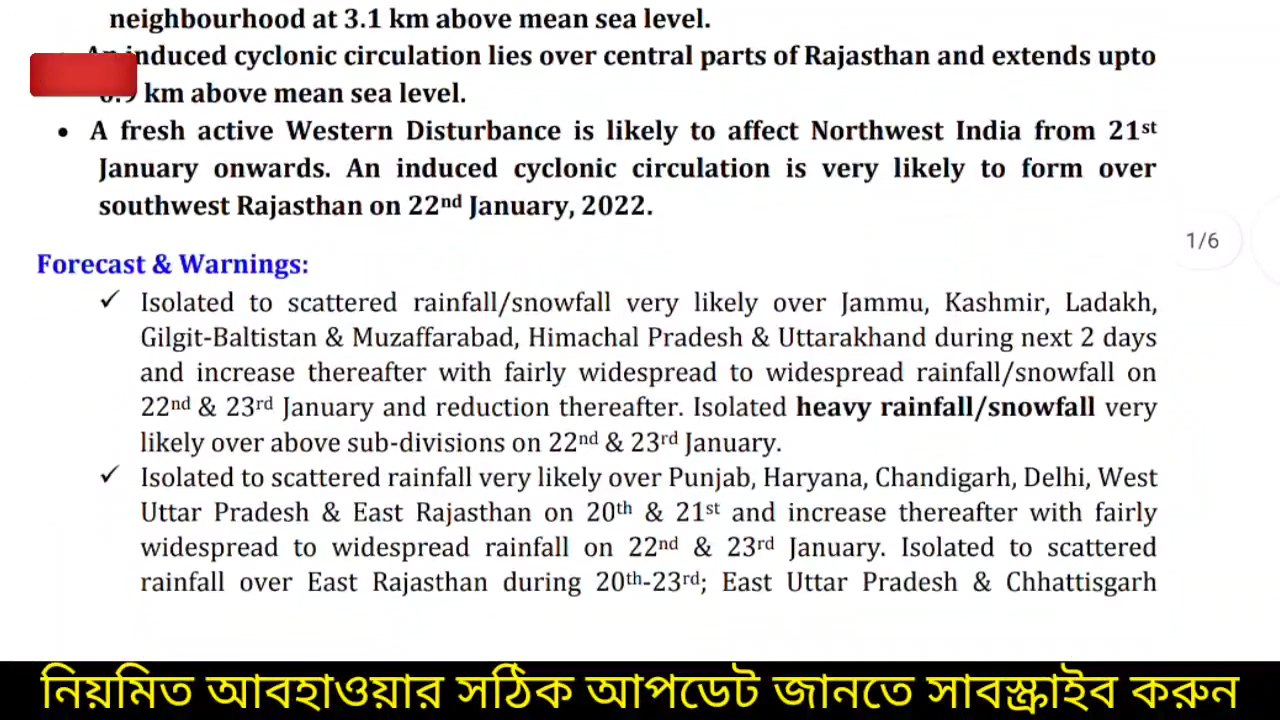 neighbourhood at 3.1 km above mean sea level.
induced cyclonic circulation lies over central parts of Rajasthan and extends upto
km above mean sea level.
• A fresh active Western Disturbance is likely to affect Northwest India from 21st
January onwards. An induced cyclonic circulation is very likely to form over
southwest Rajasthan on 22nd January, 2022.
1/6
Forecast & Warnings:
✓ Isolated to scattered rainfall/snowfall very likely over Jammu, Kashmir, Ladakh,
Gilgit-Baltistan & Muzaffarabad, Himachal Pradesh & Uttarakhand during next 2 days
and increase thereafter with fairly widespread to widespread rainfall/snowfall on
22nd & 23rd January and reduction thereafter. Isolated heavy rainfall/snowfall very
likely over above sub-divisions on 22nd & 23rd January.
✓ Isolated to scattered rainfall very likely over Punjab, Haryana, Chandigarh, Delhi, West
Uttar Pradesh & East Rajasthan on 20th & 21st and increase thereafter with fairly
widespread to widespread rainfall on 22nd & 23rd January. Isolated to scattered
rainfall over East Rajasthan during 20th-23rd; East Uttar Pradesh & Chhattisgarh
নিয়মিত আবহাওয়ার সঠিক আপডেট জানতে সাবস্ক্রাইব করুন